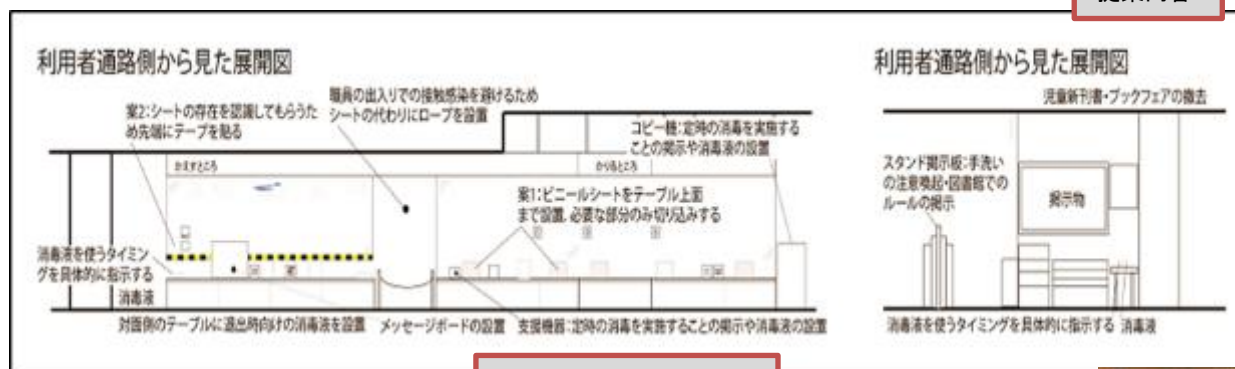 利用者通路側から見た展開図
案2:シートの存在を認識してもらうた
め先端にテープを貼る
職員の出入りでの接触感染を避けるため
シートの代わりにロープを設置
コピー機:定時の消毒を実施する
ことの掲示や消毒液の設置
かえすところ
かりるところ
案1:ビニールシートをテーブル上面
まで設置,必要な部分のみ切り込みする
消毒液を使うタイミン
グを具体的に指示する
消毒液
対面側のテーブルに退出時向けの消毒液を設置
メッセージボードの設置
支援機器:定時の消毒を実施することの掲示や消毒液の設置
利用者通路側から見た展開図
児童新刊書・ブックフェアの撤去
スタンド掲示板:手洗い
の注意喚起・図書館での
ルールの掲示
掲示物
消毒液を使うタイミングを具体的に指示する
消毒液